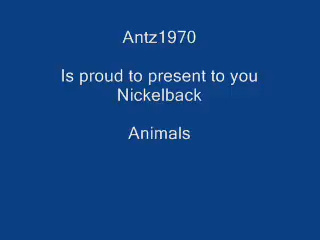 Antz1970
Is proud to present to you
Nickelback
Animals